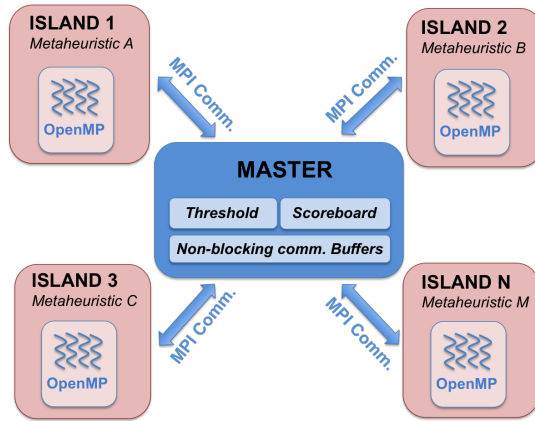 ISLAND 1
Metaheuristic A
OpenMP
ISLAND 2
Metaheuristic B
OpenMP
MPI Comm.
MPI Comm.
MASTER
Threshold
Scoreboard
Non-blocking comm. Buffers
MPI Comm.
MPI Comm.
ISLAND 3
Metaheuristic C
OpenMP
ISLAND N
Metaheuristic M
OpenMP